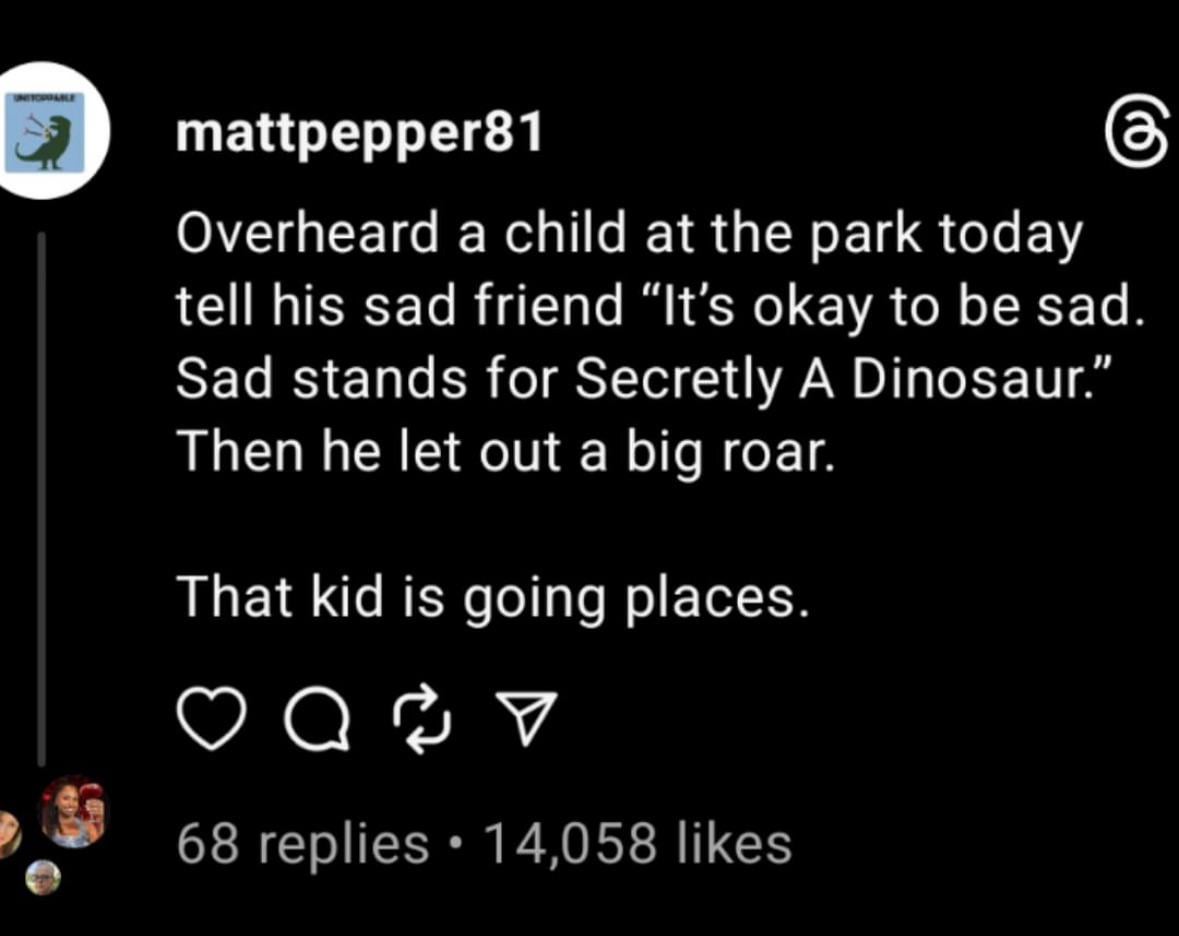 UNSTOPPABLE
mattpepper81
Overheard a child at the park today
tell his sad friend “It’s okay to be sad.
Sad stands for Secretly A Dinosaur.”
Then he let out a big roar.
That kid is going places.
68 replies • 14,058 likes